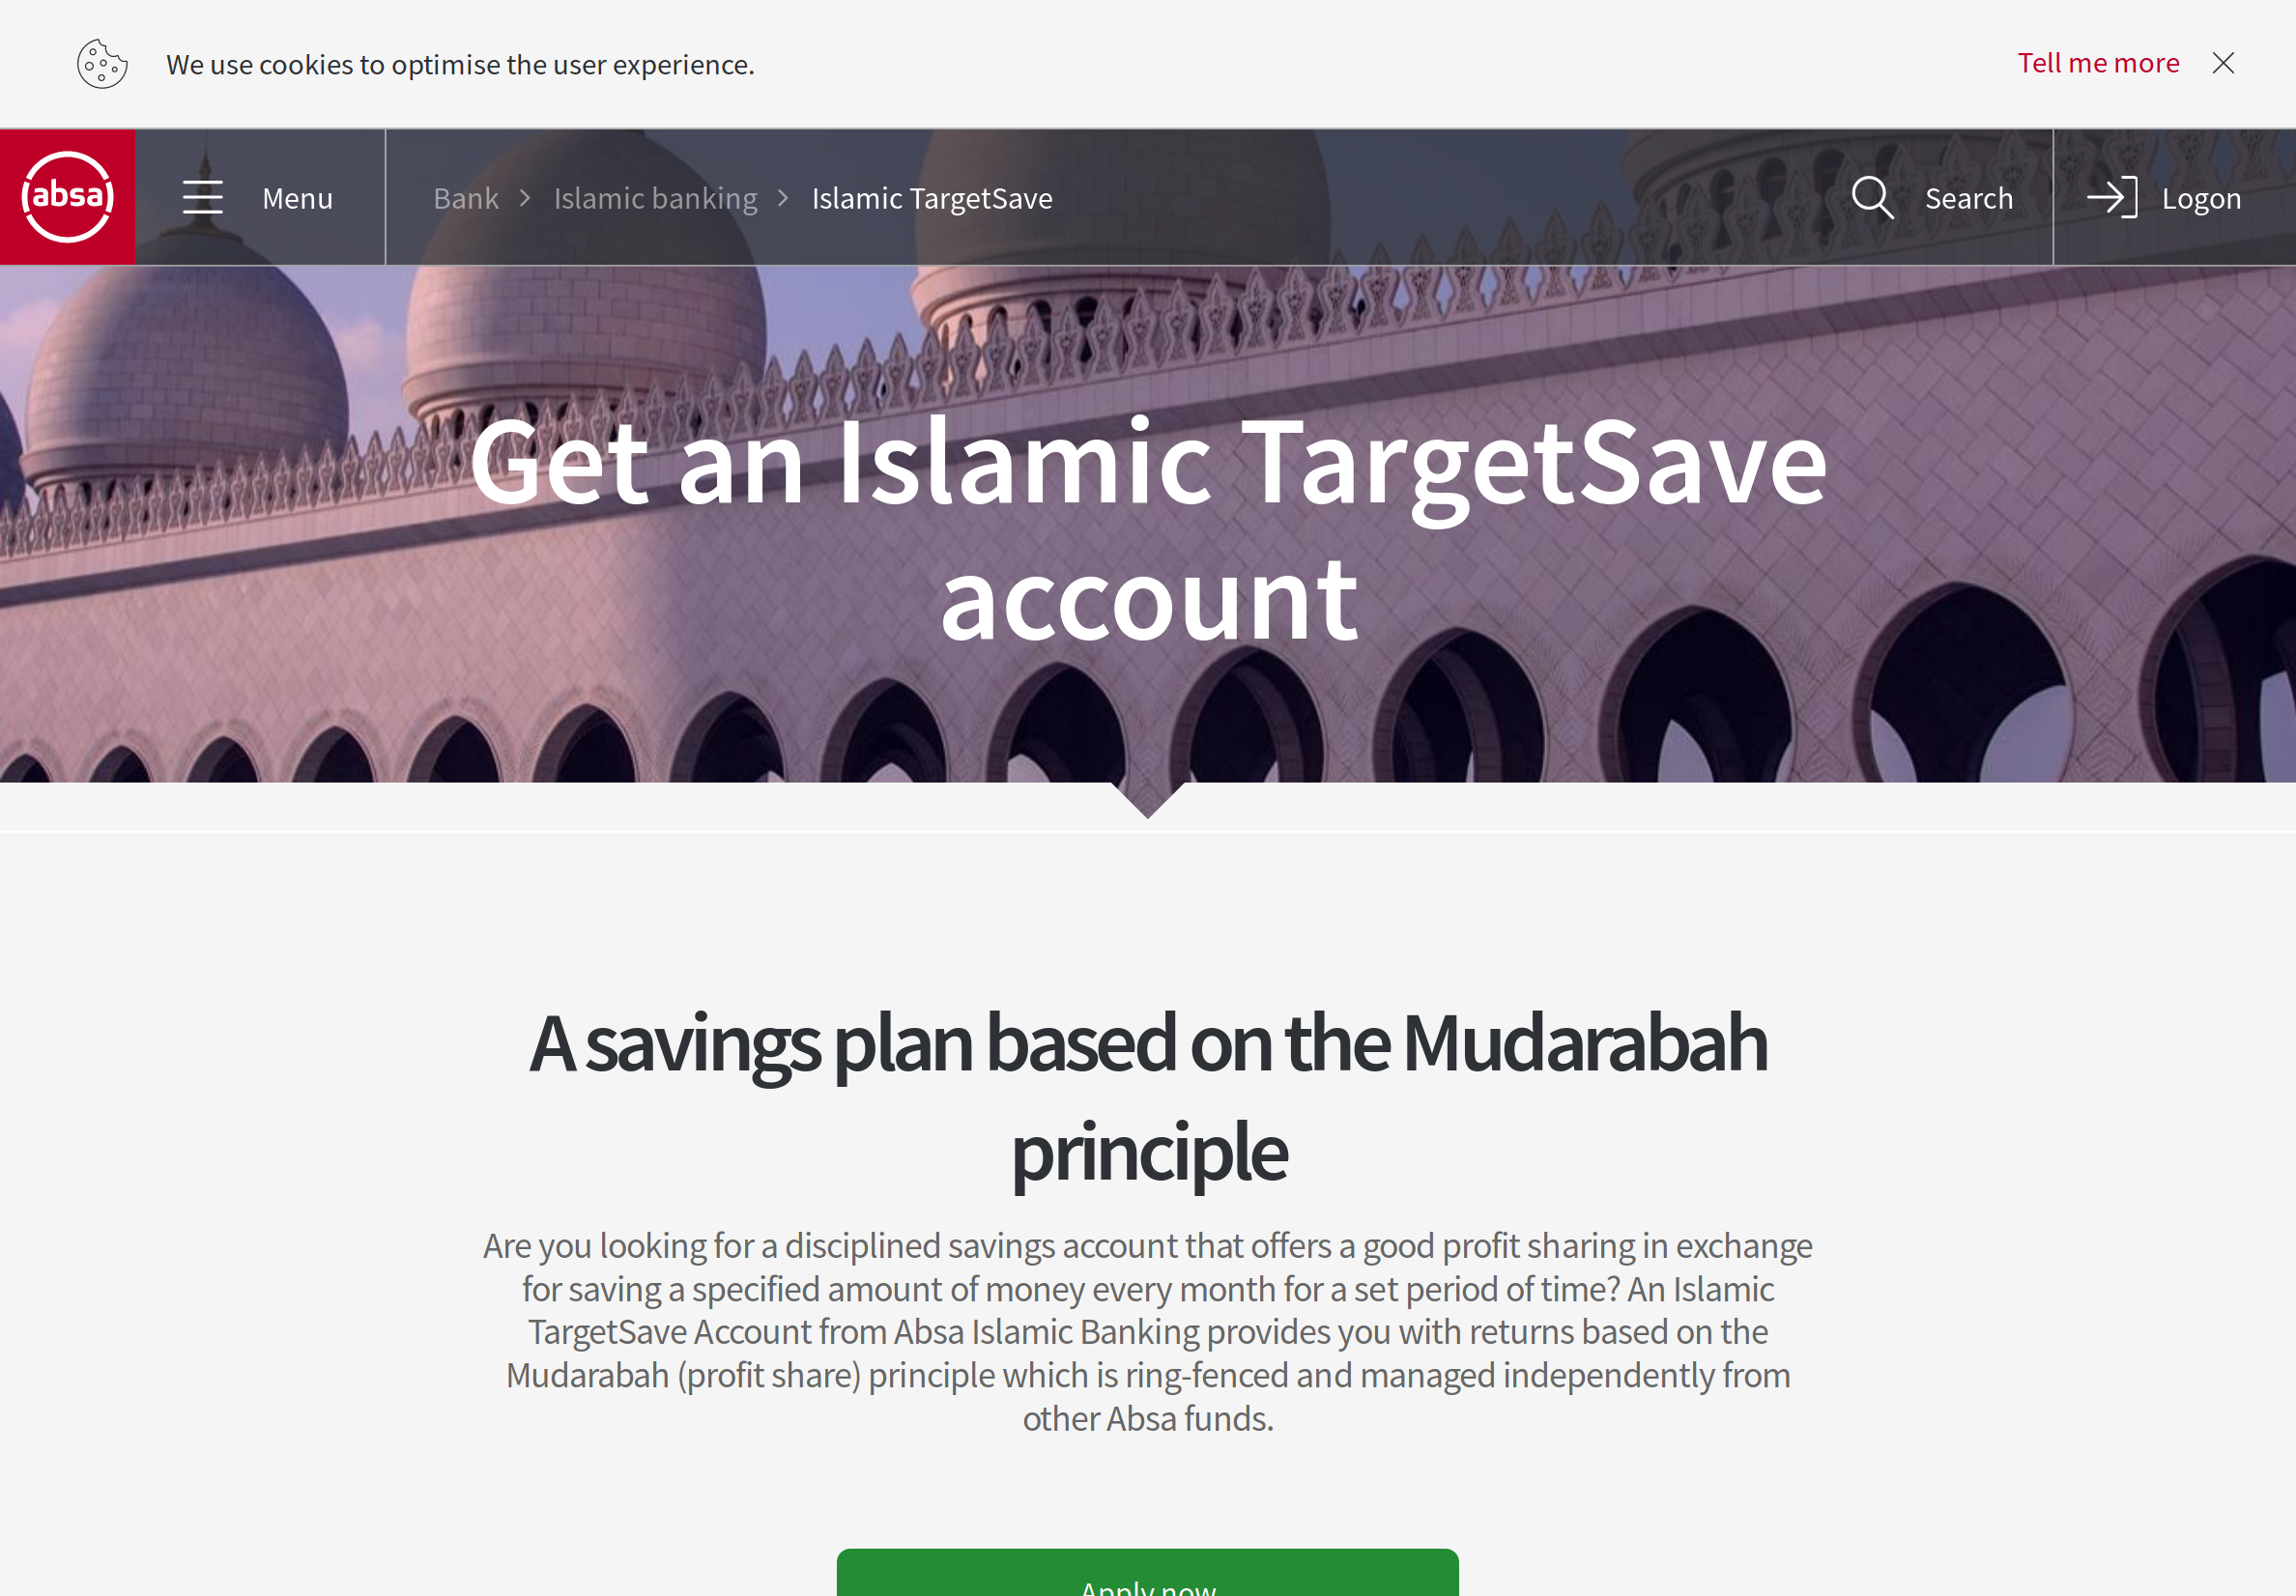 We use cookies to optimise the user experience.
Tell me more
absa
Menu
Bank
Islamic banking
Islamic TargetSave
Search
Logon
Get an Islamic TargetSave
account
A savings plan based on the Mudarabah
principle
Are you looking for a disciplined savings account that offers a good profit sharing in exchange
for saving a specified amount of money every month for a set period of time? An Islamic
TargetSave Account from Absa Islamic Banking provides you with returns based on the
Mudarabah (profit share) principle which is ring-fenced and managed independently from
other Absa funds.
Apply now